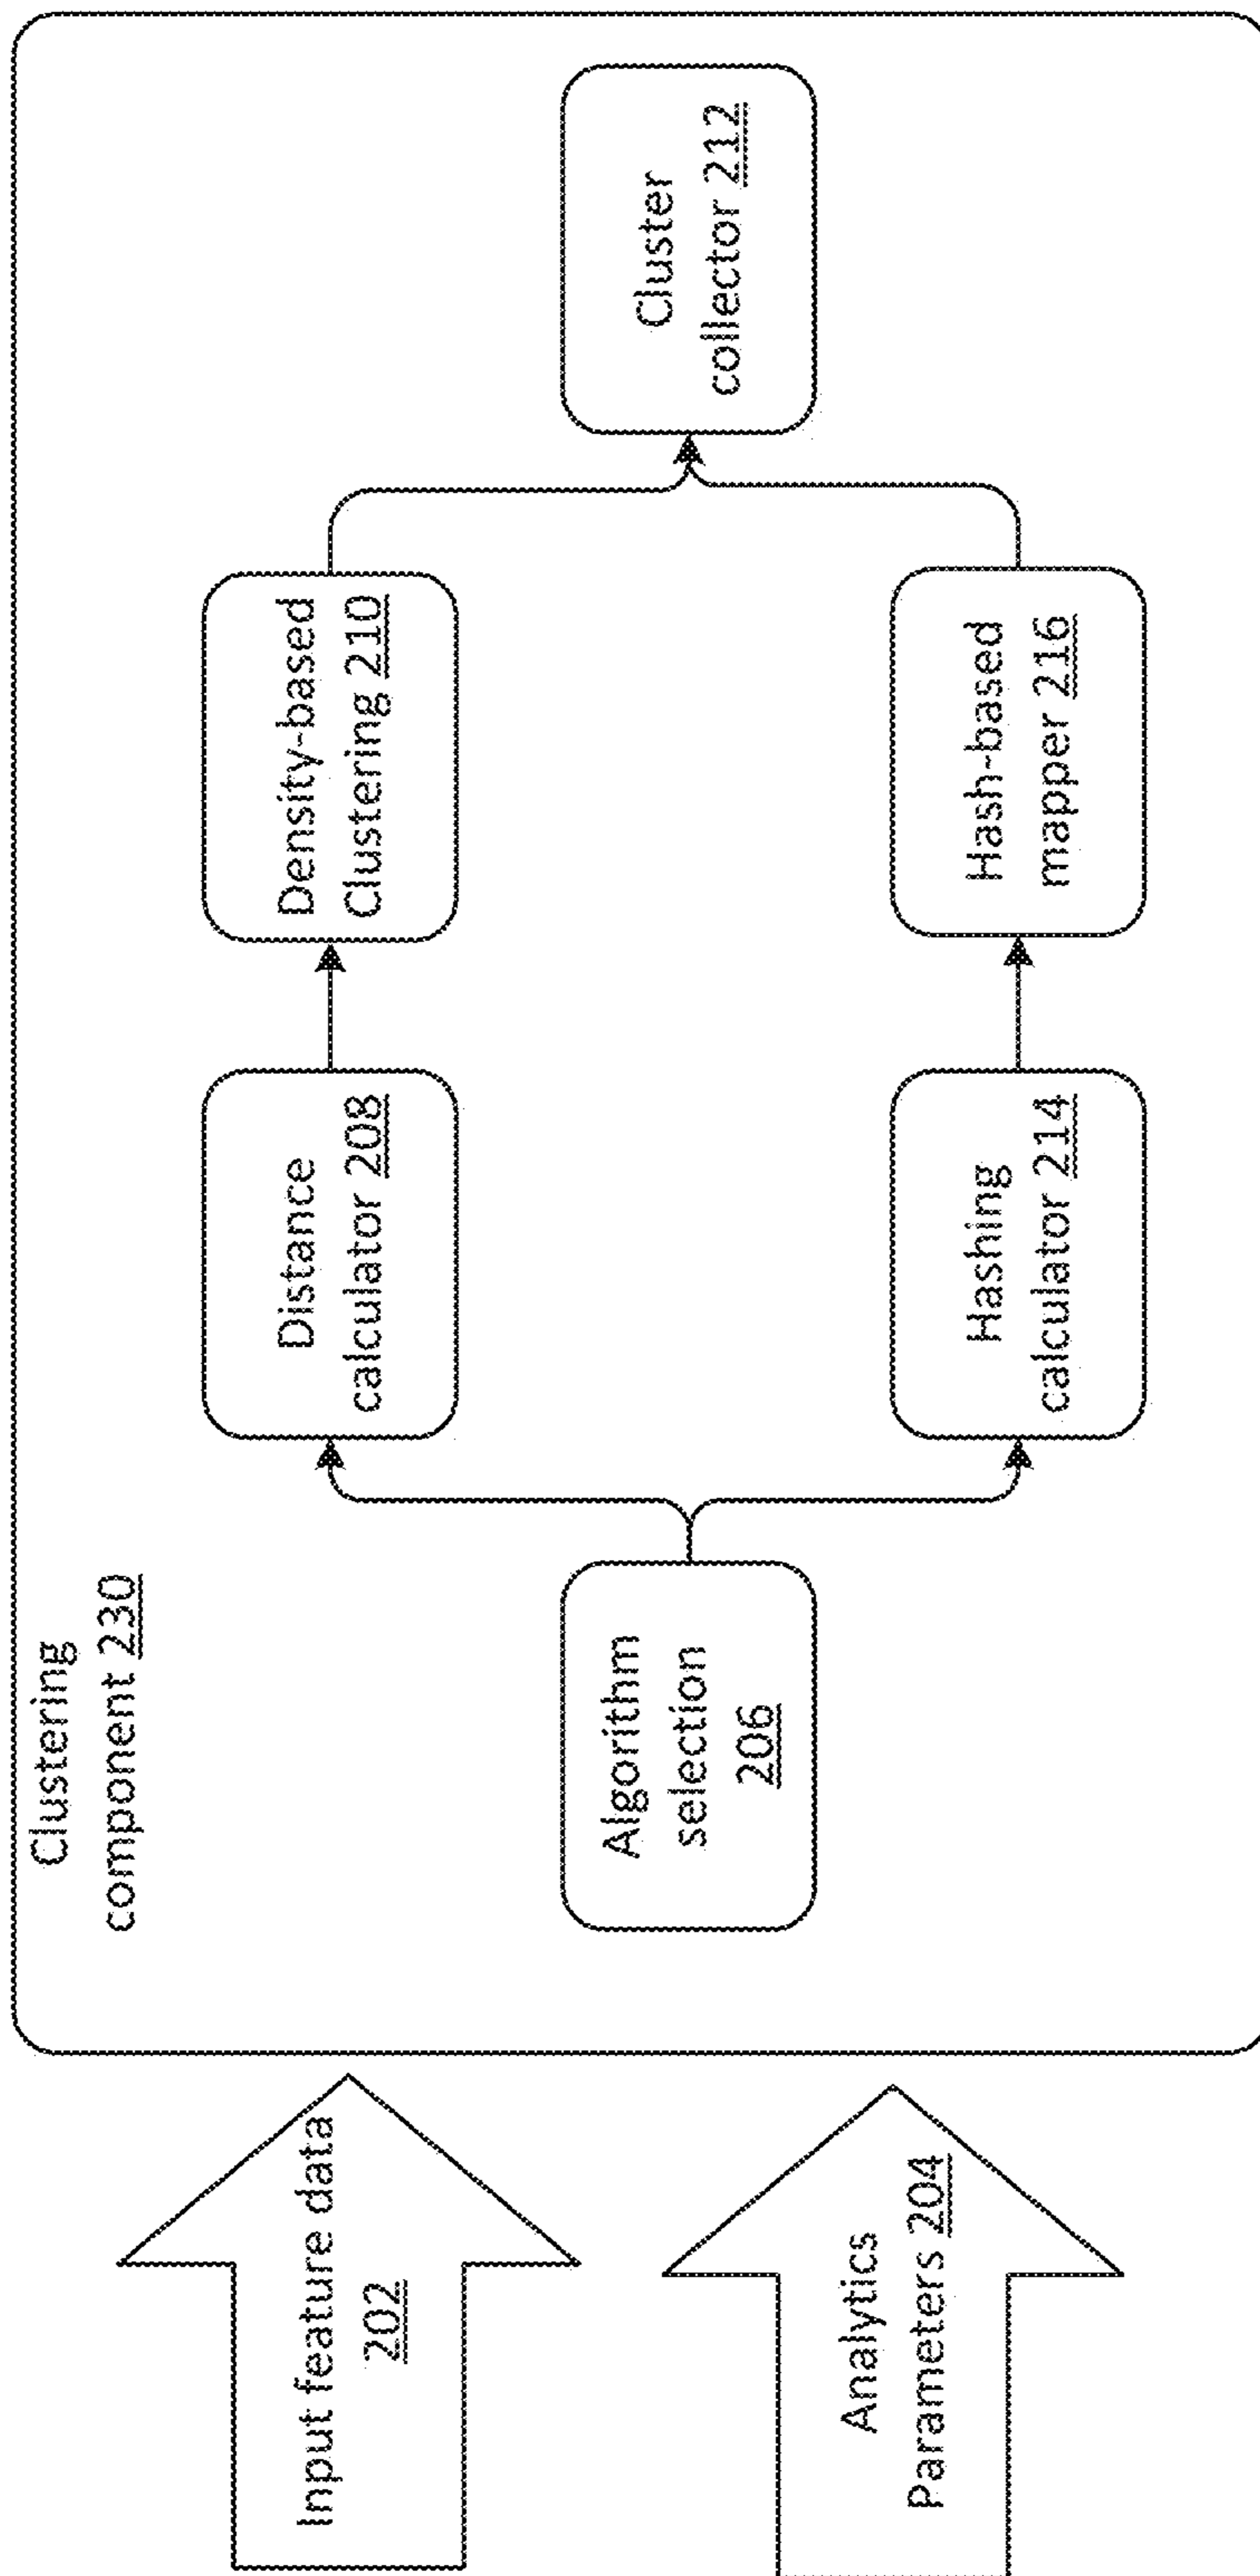 Clustering
component 230
Input feature data
202
Analytics
Parameters 204
Algorithm
selection
206
Distance
calculator 208
Density-based
Clustering 210
Hashing
calculator 214
Hash-based
mapper 216
Cluster
collector 212